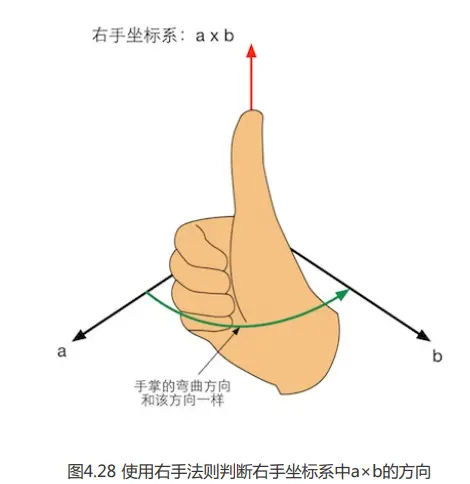 右手坐标系：a x b
a
b
手掌的弯曲方向
和该方向一样
图4.28 使用右手法则判断右手坐标系中a×b的方向